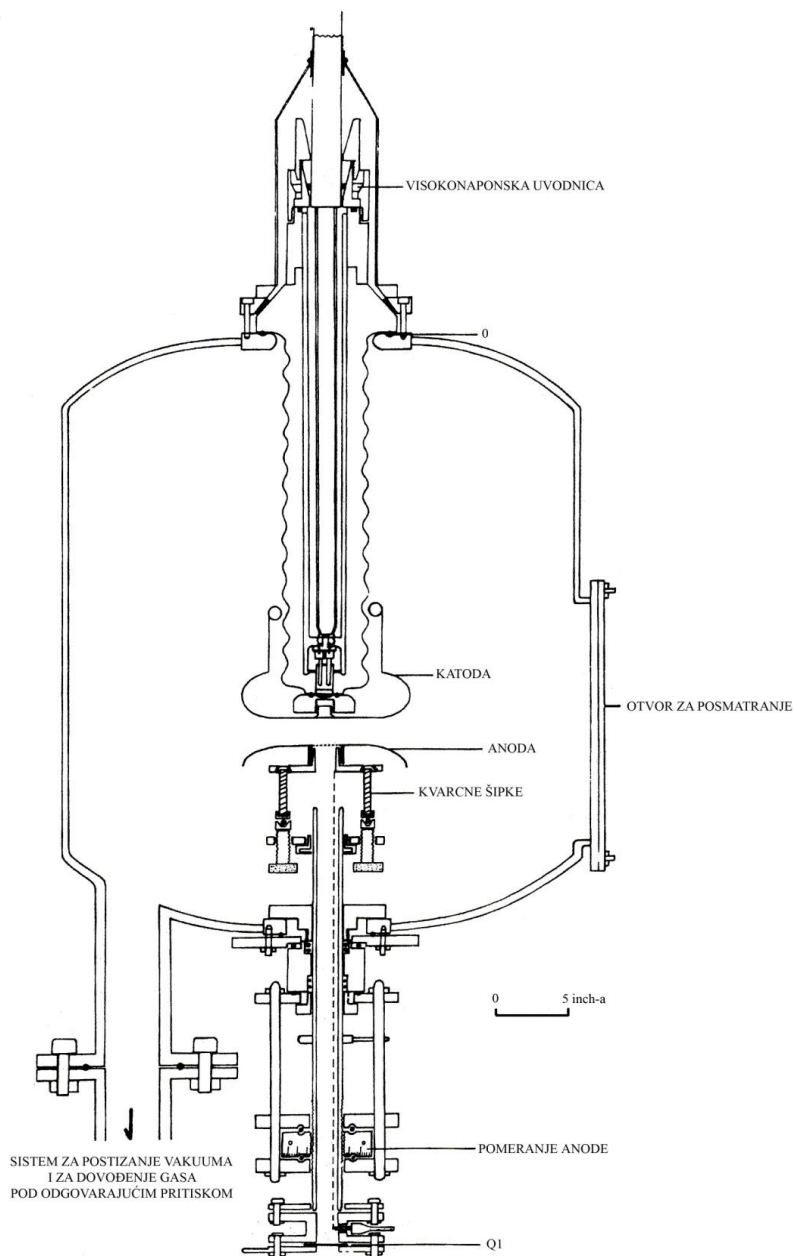 VISOKONAPONSKA UVODNICA
0
KATODA
OTVOR ZA POSMATRANJE
ANODA
KVARCNE ŠIPKE
0 5 inch-a
POMERANJE ANODE
SISTEM ZA POSTIZANJE VAKUUMA
I ZA DOVOĐENJE GASA
POD ODGOVARAJUĆIM PRITISKOM
Q1